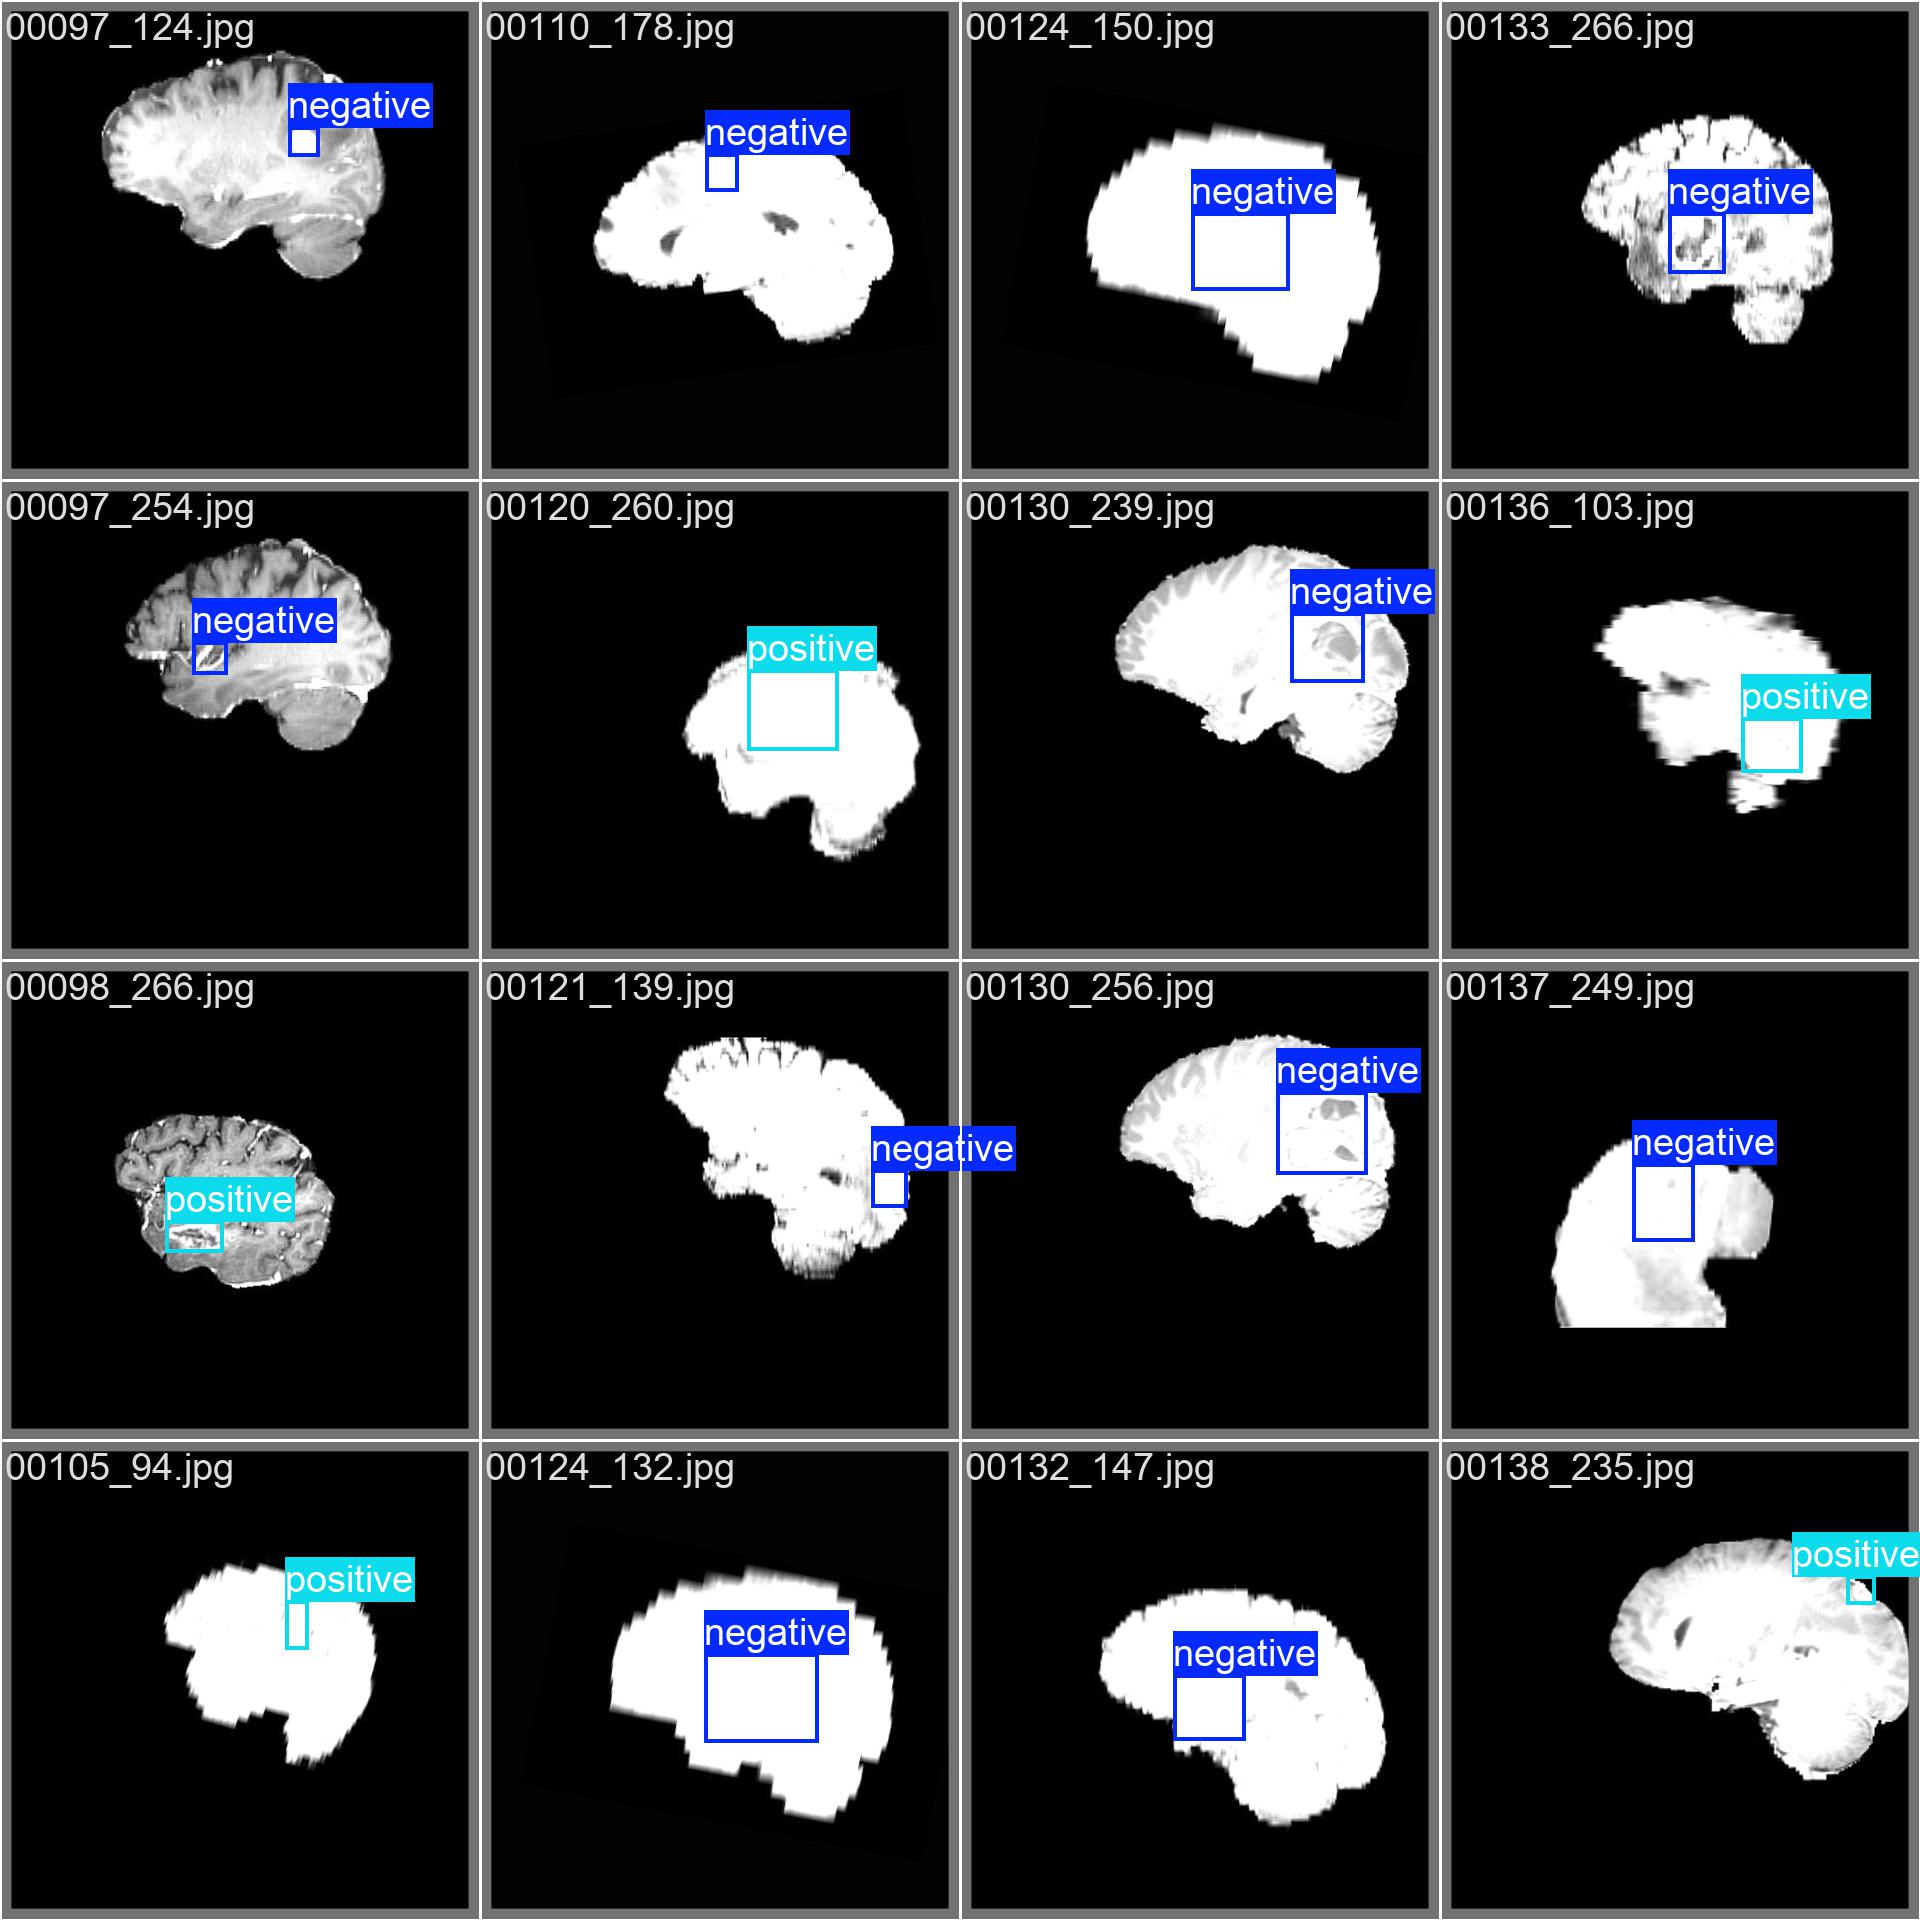 00097_124.jpg
negative
00110_178.jpg
negative
00124_150.jpg
negative
00133_266.jpg
negative
00097_254.jpg
negative
00120_260.jpg
positive
00130_239.jpg
negative
00136_103.jpg
positive
00098_266.jpg
positive
00121_139.jpg
negative
00130_256.jpg
negative
00137_249.jpg
negative
00105_94.jpg
positive
00124_132.jpg
negative
00132_147.jpg
negative
00138_235.jpg
positive